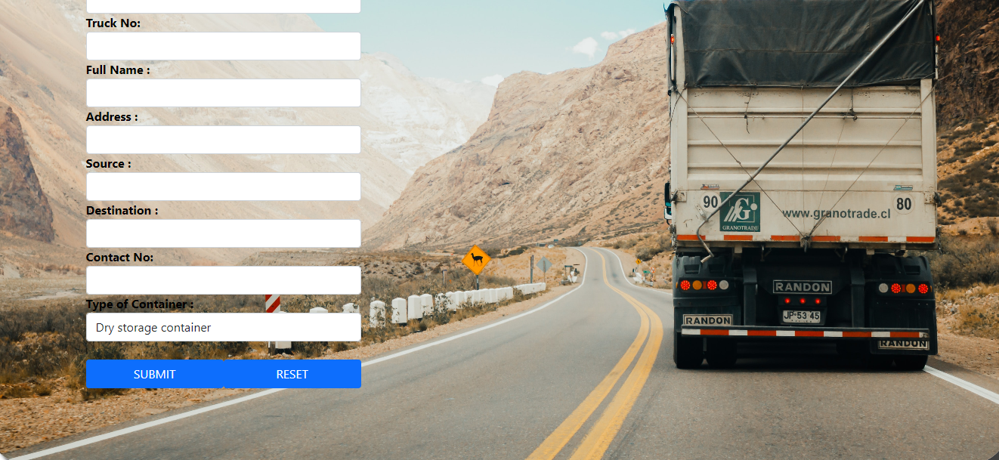 Truck No:
Full Name :
Address :
Source :
Destination :
Contact No:
Type of Container :
Dry storage container
SUBMIT RESET
90
GRANOTRADE
www.granotrade.cl
80
RANDON
JP 53 45
RANDON
RANDON